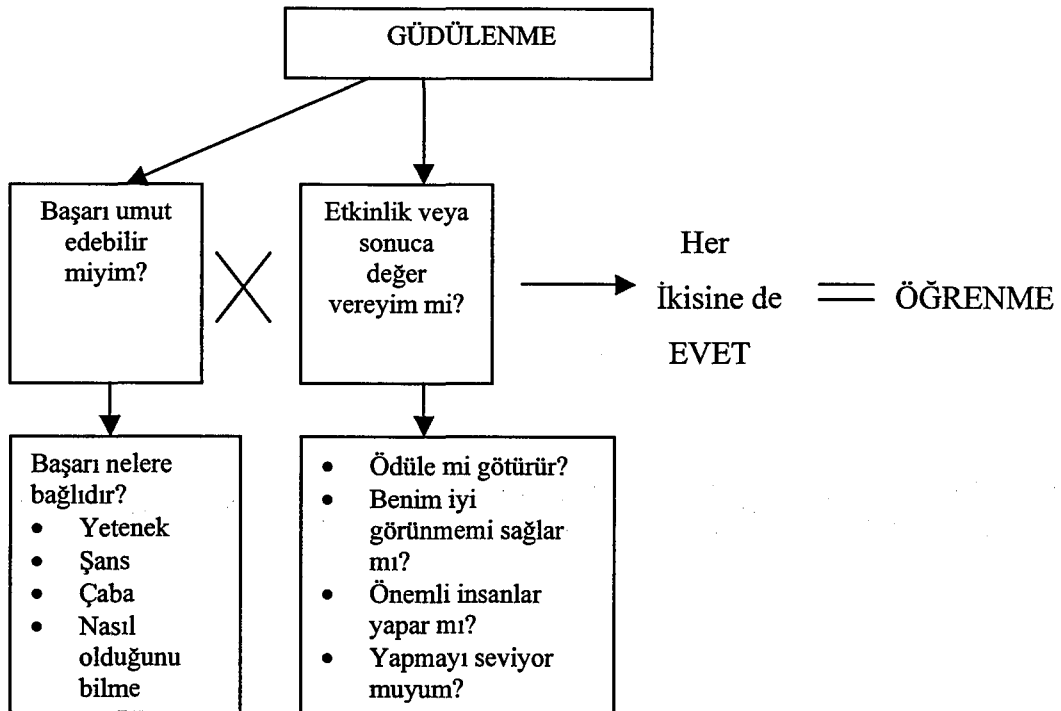 GÜDÜLENME
Başarı umut
edebilir
miyim?
Etkinlik veya
sonuca
değer
vereyim mi?
Her
İkisine de
EVET
ÖĞRENME
Başarı nelere
bağlıdır?
• Yetenek
• Şans
• Çaba
• Nasıl
olduğunu
bilme
• Ödüle mi götürür?
• Benim iyi
görünmemi sağlar
mı?
• Önemli insanlar
yapar mı?
• Yapmayı seviyor
muyum?